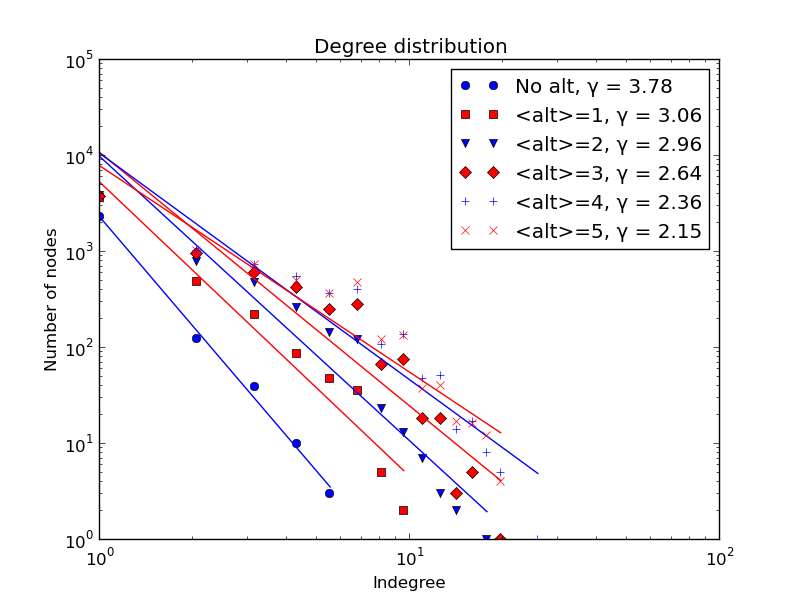 Degree distribution
10^5
10^4
10^3
10^2
10^1
10^0
Number of nodes
No alt, γ = 3.78
<alt>=1, γ = 3.06
<alt>=2, γ = 2.96
<alt>=3, γ = 2.64
<alt>=4, γ = 2.36
<alt>=5, γ = 2.15
10^0 10^1 10^2
Indegree